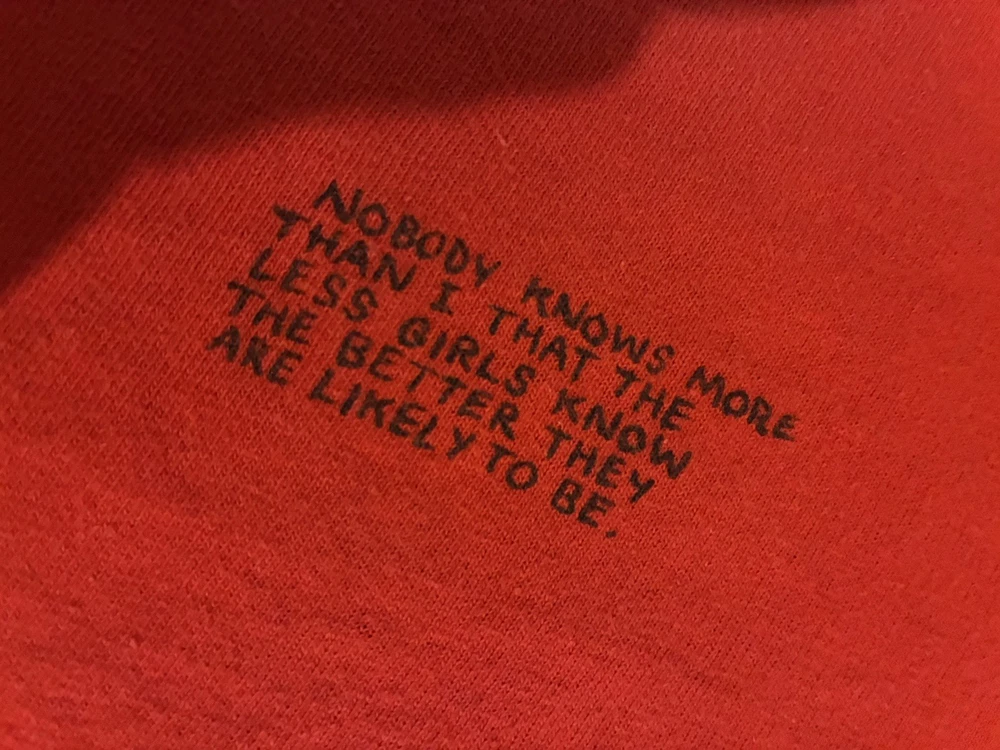 NOBODY KNOWS MORE
THAN I THAT THE
LESS GIRLS KNOW
THE BETTER THEY
ARE LIKELY TO BE.